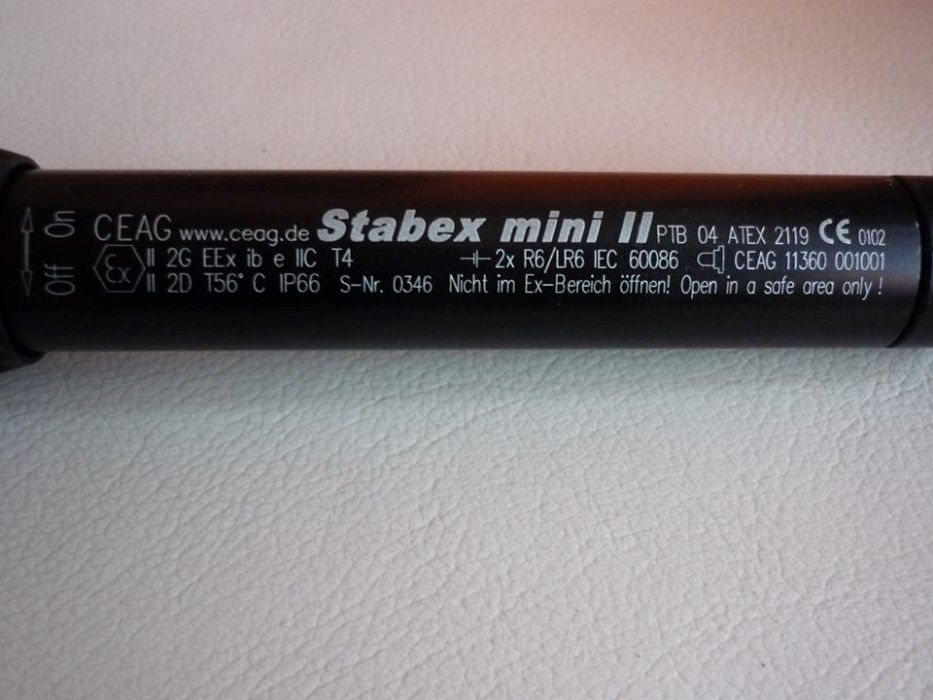 On
Off
CEAG www.ceag.de Stabex mini II PTB 04 ATEX 2119 CE 0102
Ex II 2G EEx ib e IIC T4 2x R6/LR6 IEC 60086 CEAG 11360 001001
II 2D T56°C IP66 S-Nr. 0346 Nicht im Ex-Bereich öffnen! Open in a safe area only!